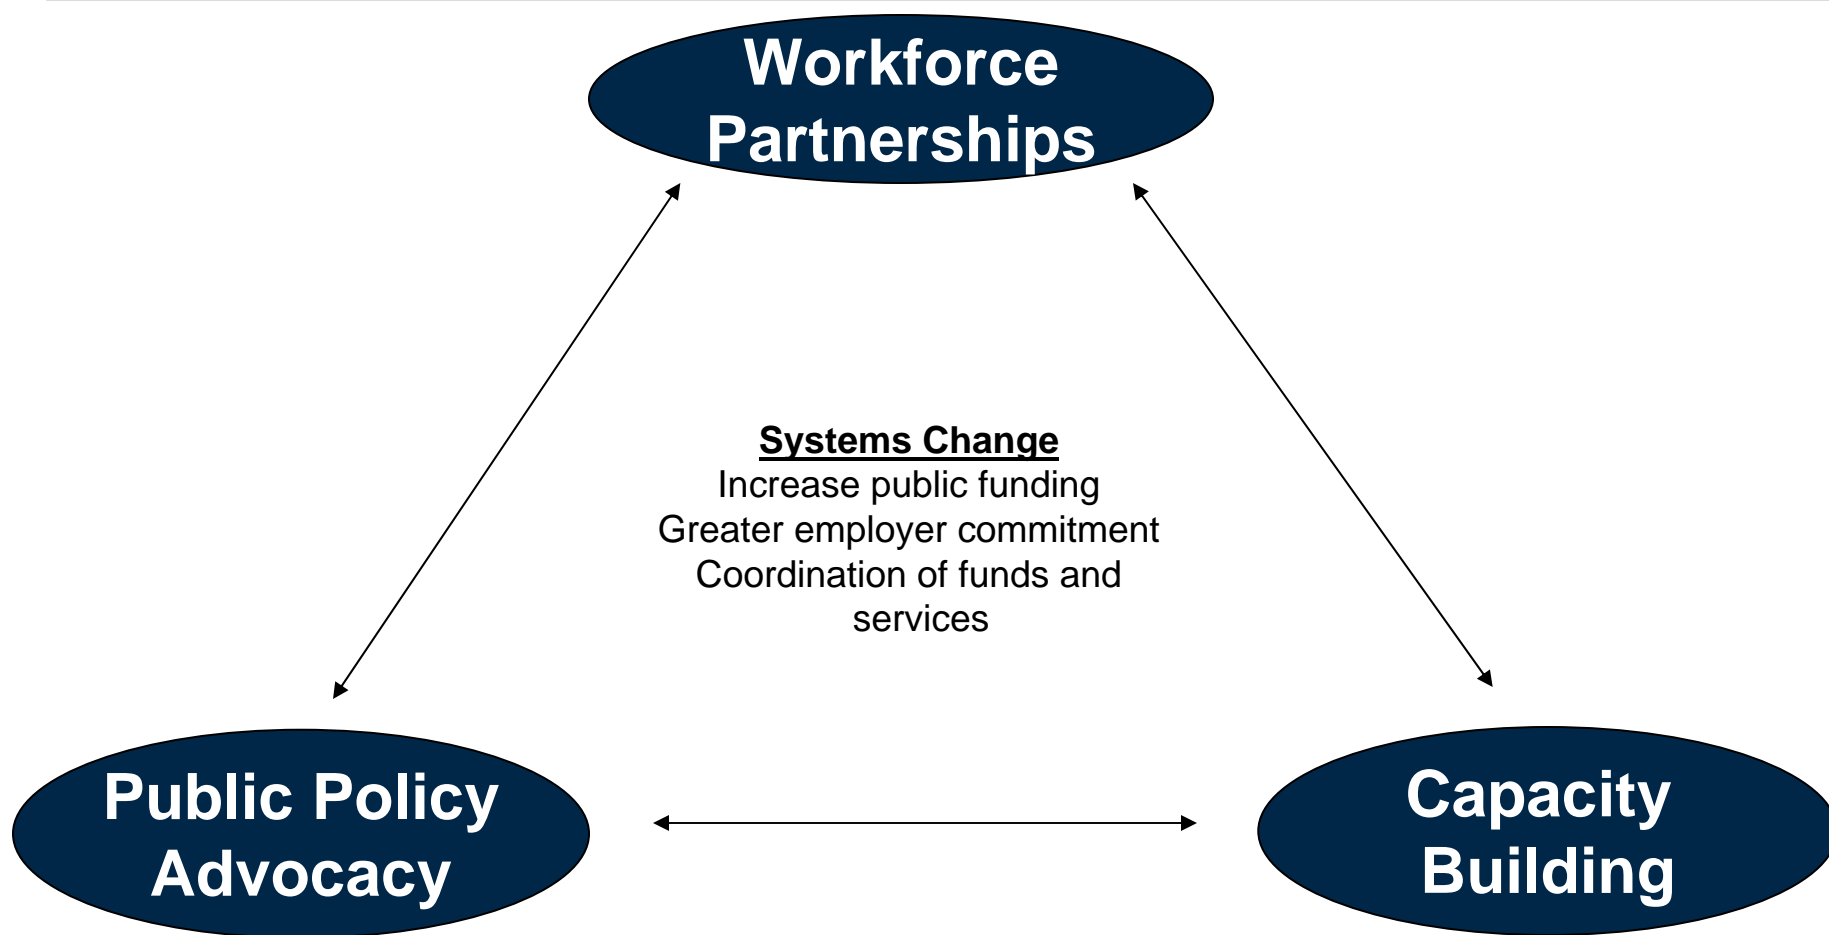 Workforce
Partnerships
Systems Change
Increase public funding
Greater employer commitment
Coordination of funds and
services
Public Policy
Advocacy
Capacity
Building